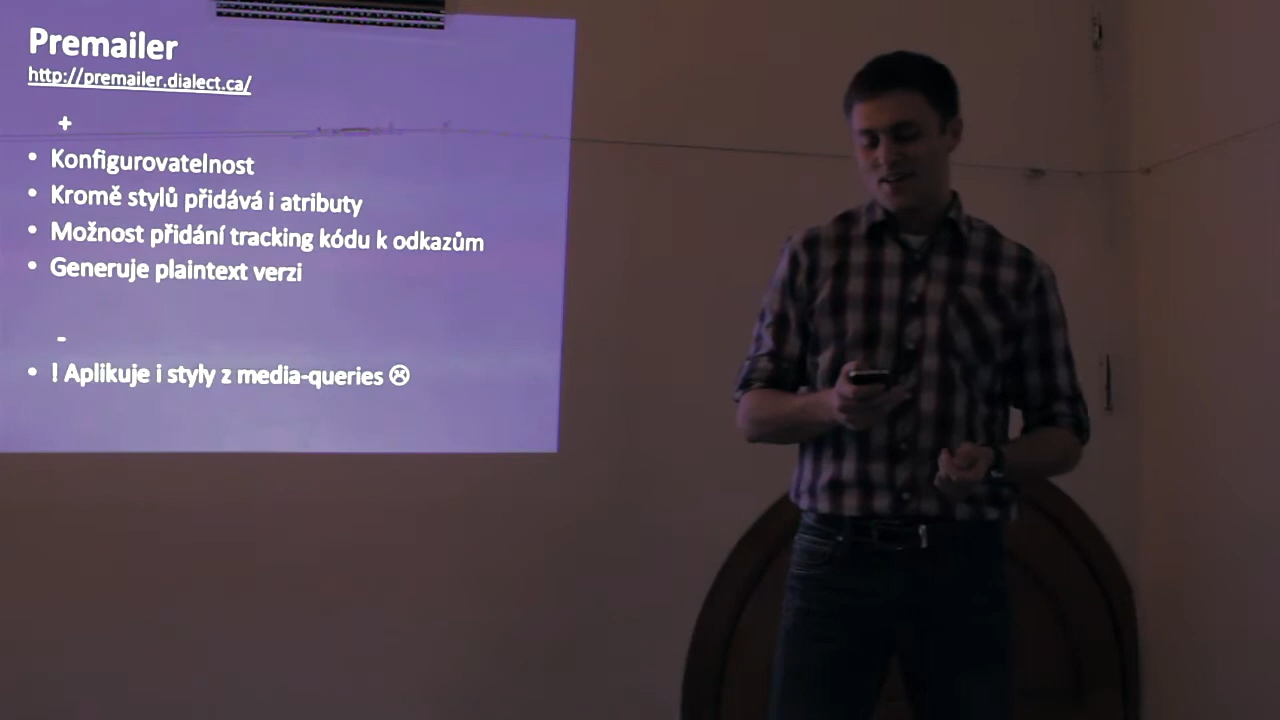 Premailer
http://premailer.dialect.ca/
+
• Konfigurovatelnost
• Kromě stylů přidává i atributy
• Možnost přidání tracking kódu k odkazům
• Generuje plaintext verzi
-
• ! Aplikuje i styly z media-queries ☹